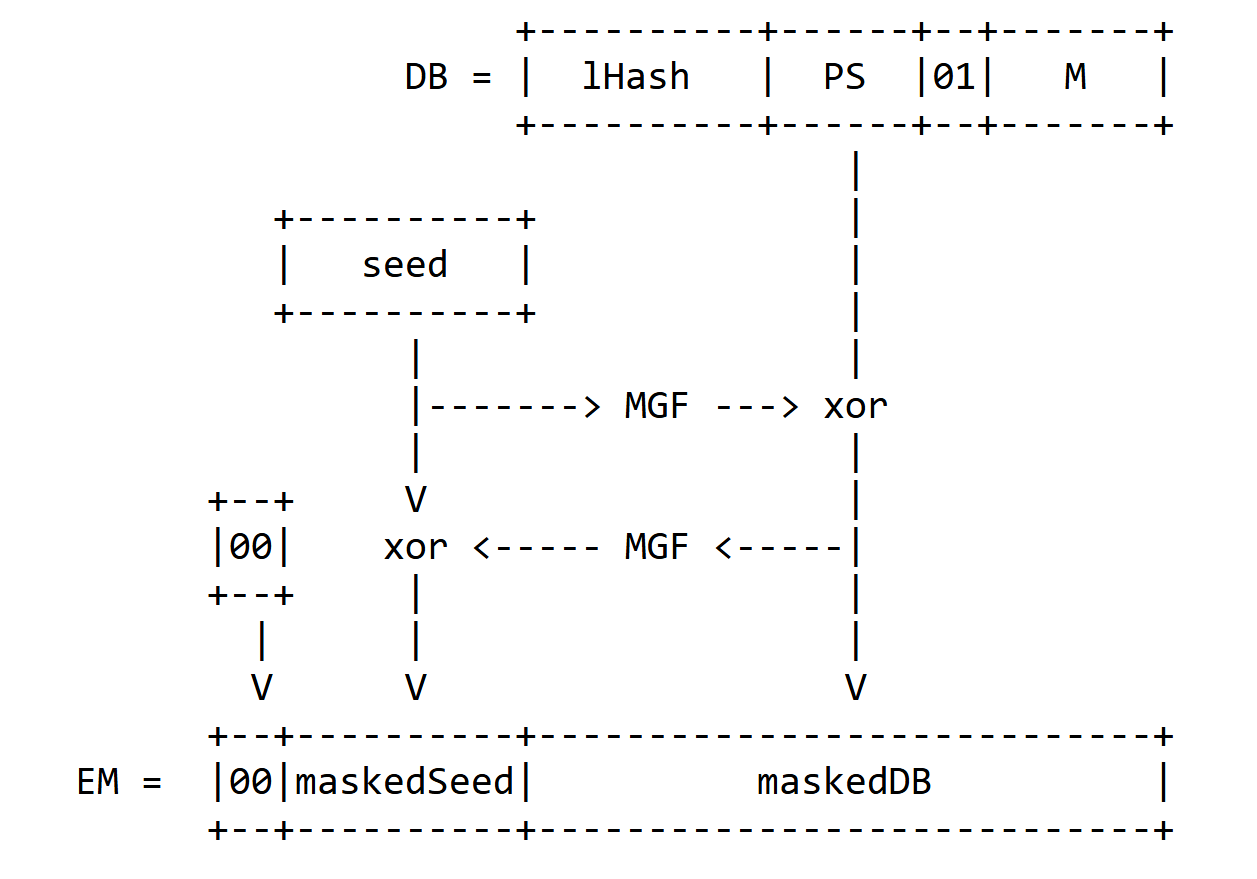 +----------+------+--+-------+
               DB = |  lHash   |  PS  |01|   M   |
                    +----------+------+--+-------+
                                   |
         +----------+              |
         |   seed   |              |
         +----------+              |
               |                   |
               |-------> MGF ---> xor
               |                   |
      +--+     V                   |
      |00|    xor <----- MGF <-----|
      +--+     |                   |
        |      |                   |
        V      V                   V
      +--+----------+----------------------------+
EM =  |00|maskedSeed|          maskedDB          |
      +--+----------+----------------------------+